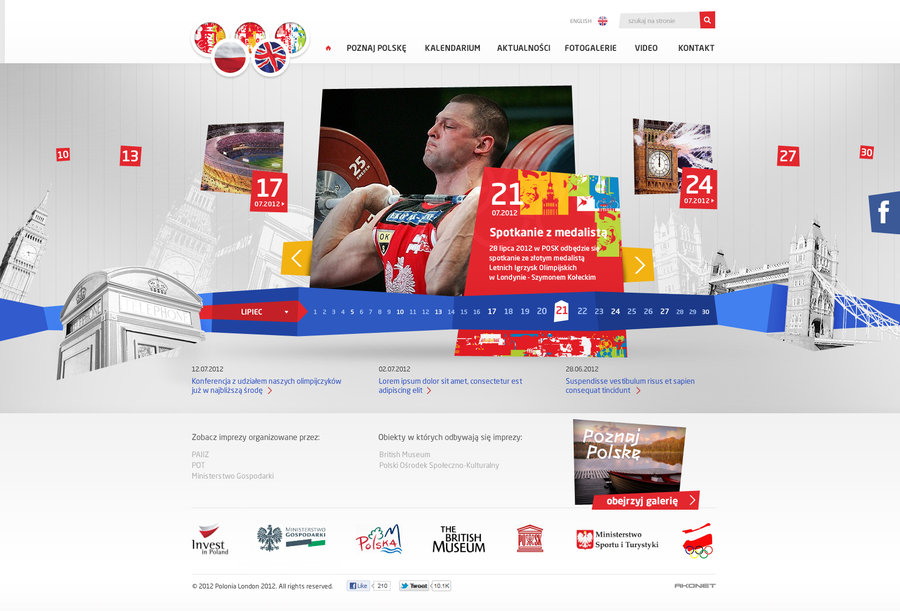 ENGLISH
szukaj na stronie
POZNAJ POLSKĘ
KALENDARIUM
AKTUALNOŚCI
FOTOGALERIE
VIDEO
KONTAKT
10
13
17
07.2012
25
21
07.2012
Spotkanie z medalistą
28 lipca 2012 w POSK odbędzie się
spotkanie ze złotym medalistą
Letnich Igrzysk Olimpijskich
w Londynie - Szymonem Kołeckim
24
07.2012
27
30
f
TELEPHONE
LIPIEC
1 2 3 4 5 6 7 8 9 10 11 12 13 14 15 16 17 18 19 20 21 22 23 24 25 26 27 28 29 30
12.07.2012
Konferencja z udziałem naszych olimpijczyków
już w najbliższą środę
02.07.2012
Lorem ipsum dolor sit amet, consectetur est
adipiscing elit
28.06.2012
Suspendisse vestibulum risus et sapien
consequat tincidunt
Zobacz imprezy organizowane przez:
PAIIZ
POT
Ministerstwo Gospodarki
Obiekty w których odbywają się imprezy:
British Museum
Polski Ośrodek Społeczno-Kulturalny
Poznaj
Polskę
obejrzyj galerię
Invest
in Poland
MINISTERSTWO
GOSPODARKI
POLSKA
THE
BRITISH
MUSEUM
Ministerstwo
Sportu i Turystyki
© 2012 Polonia London 2012. All rights reserved.
Like
210
Tweet
10.1K
AKONET